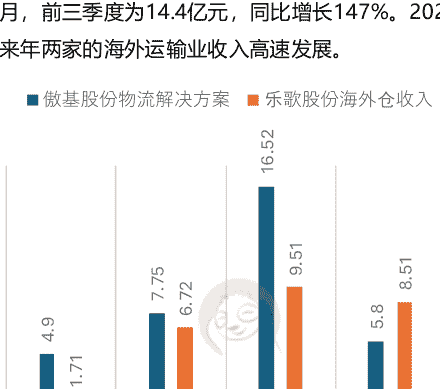 月，前三季度为14.4亿元，同比增长147%。202
来年两家的海外运输业收入高速发展。
傲基股份物流解决方案 乐歌股份海外仓收入
16.52
9.51
7.75
6.72
8.51
5.8
4.9
1.71